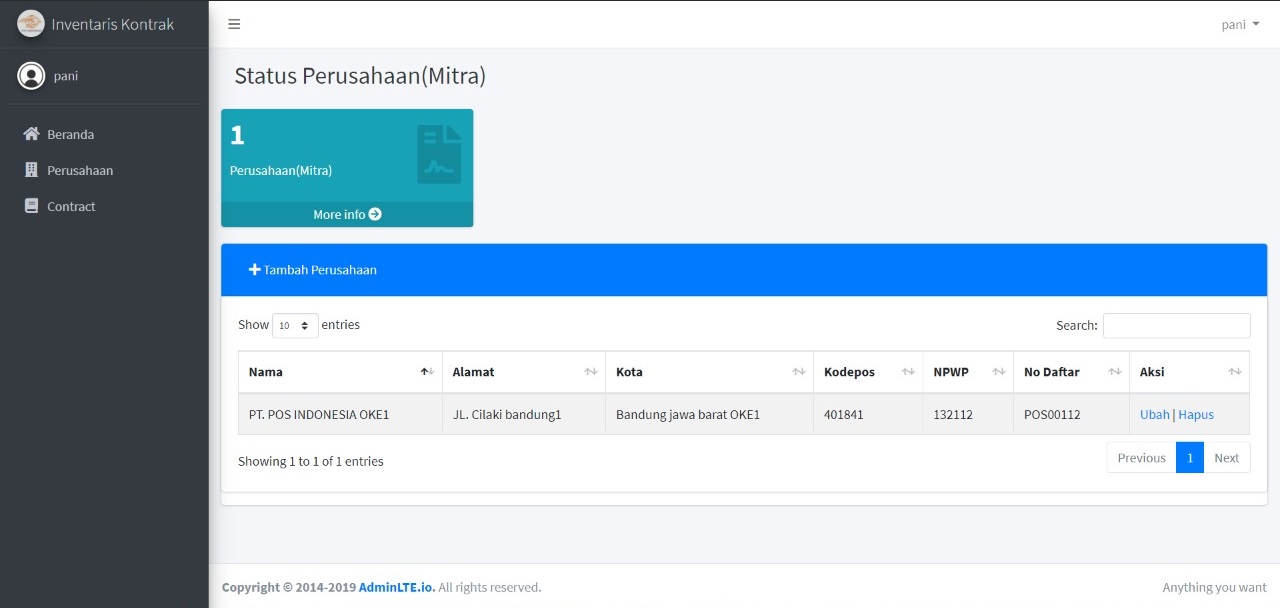 Inventaris Kontrak
pani
pani
Beranda
Perusahaan
Contract
Status Perusahaan(Mitra)
1
Perusahaan(Mitra)
More info
Tambah Perusahaan
Show 10 entries Search:
Nama Alamat Kota Kodepos NPWP No Daftar Aksi
PT. POS INDONESIA OKE1 JL. Cilaki bandung1 Bandung jawa barat OKE1 401841 132112 POS00112 Ubah | Hapus
Showing 1 to 1 of 1 entries Previous 1 Next
Copyright © 2014-2019 AdminLTE.io. All rights reserved. Anything you want